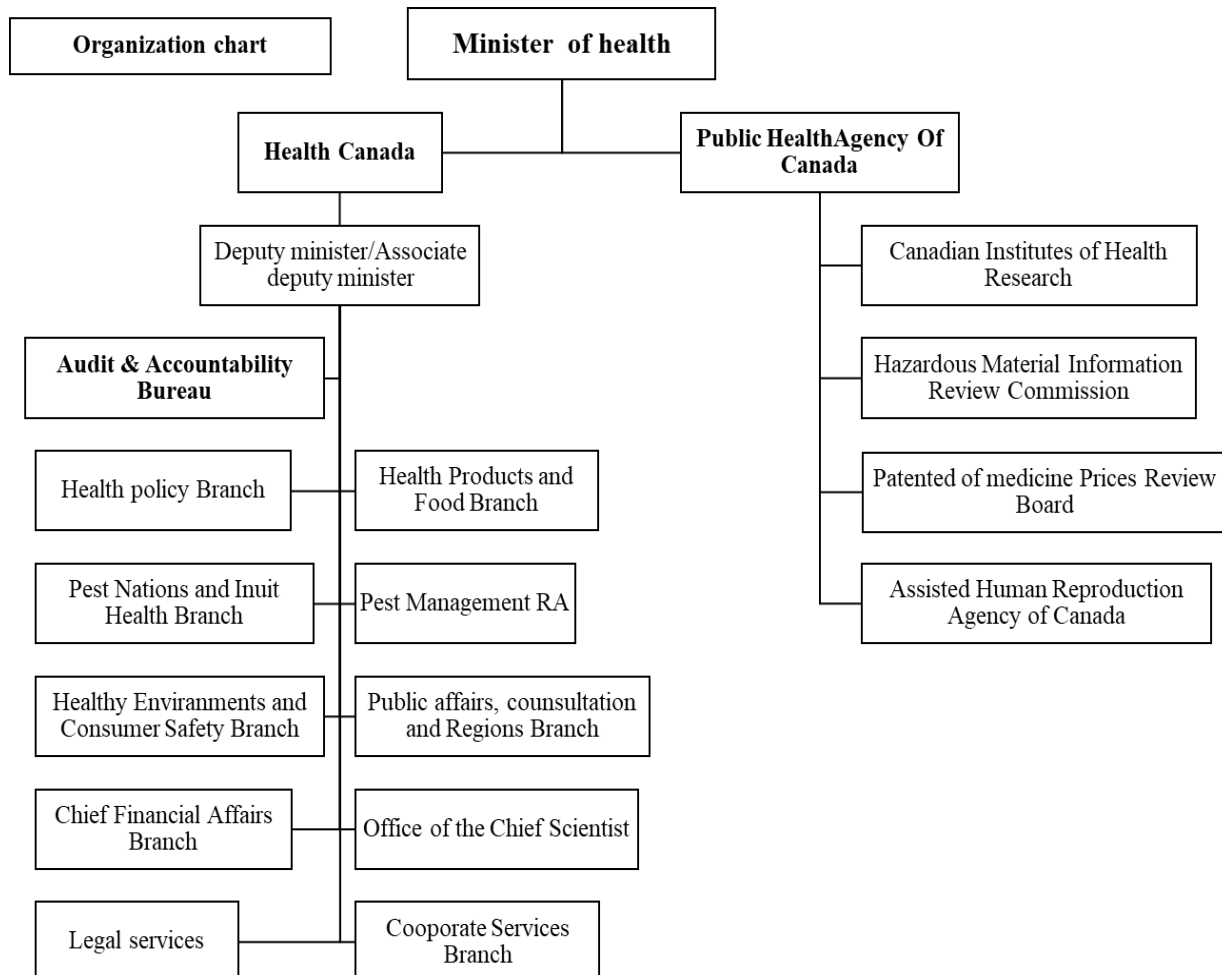 Organization chart
Minister of health
Health Canada
Public HealthAgency Of
Canada
Deputy minister/Associate
deputy minister
Canadian Institutes of Health
Research
Audit & Accountability
Bureau
Hazardous Material Information
Review Commission
Health policy Branch
Health Products and
Food Branch
Patented of medicine Prices Review
Board
Pest Nations and Inuit
Health Branch
Pest Management RA
Assisted Human Reproduction
Agency of Canada
Healthy Enviranments and
Consumer Safety Branch
Public affairs, counsultation
and Regions Branch
Chief Financial Affairs
Branch
Office of the Chief Scientist
Legal services
Cooporate Services
Branch